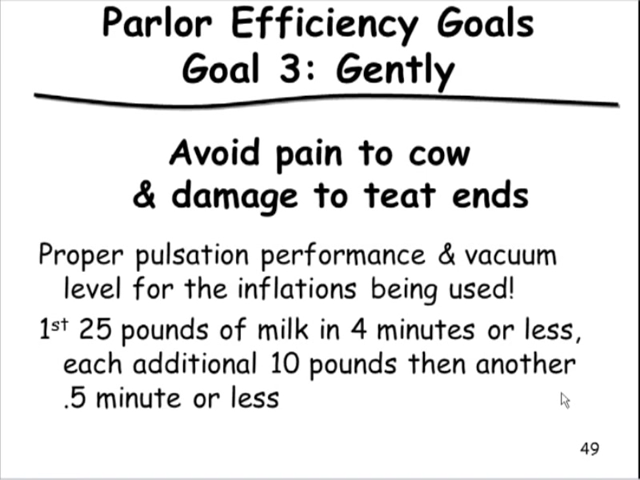 Parlor Efficiency Goals
Goal 3: Gently
Avoid pain to cow
& damage to teat ends
Proper pulsation performance & vacuum
level for the inflations being used!
1st 25 pounds of milk in 4 minutes or less,
each additional 10 pounds then another
.5 minute or less
49